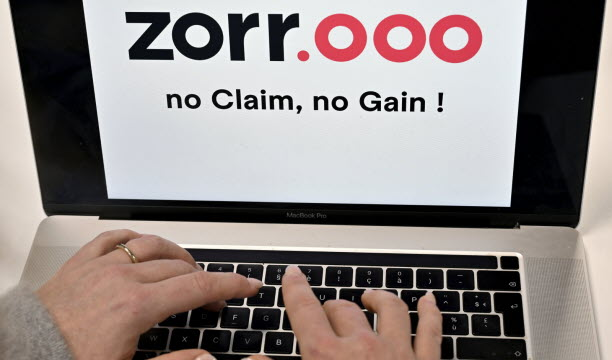 zorr.ooo
no Claim, no Gain !
MacBook Pro